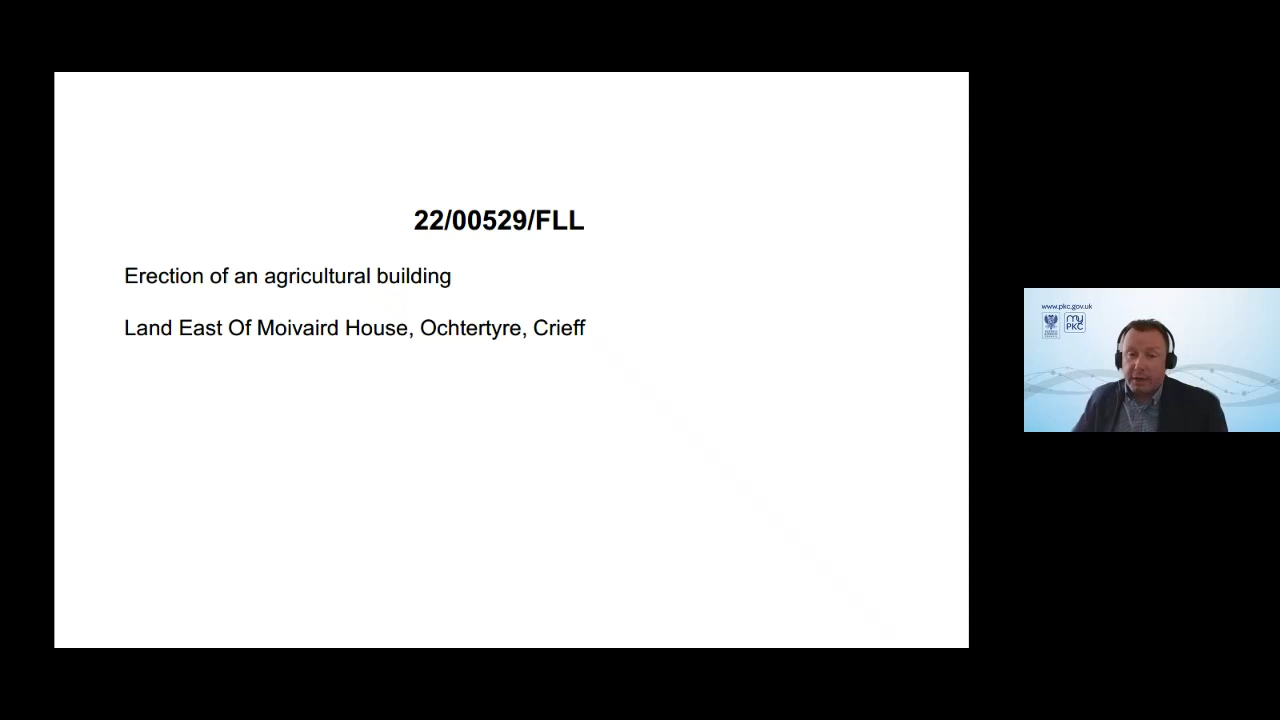 22/00529/FLL
Erection of an agricultural building
Land East Of Moivaird House, Ochtertyre, Crieff
www.pkc.gov.uk
my
PKC